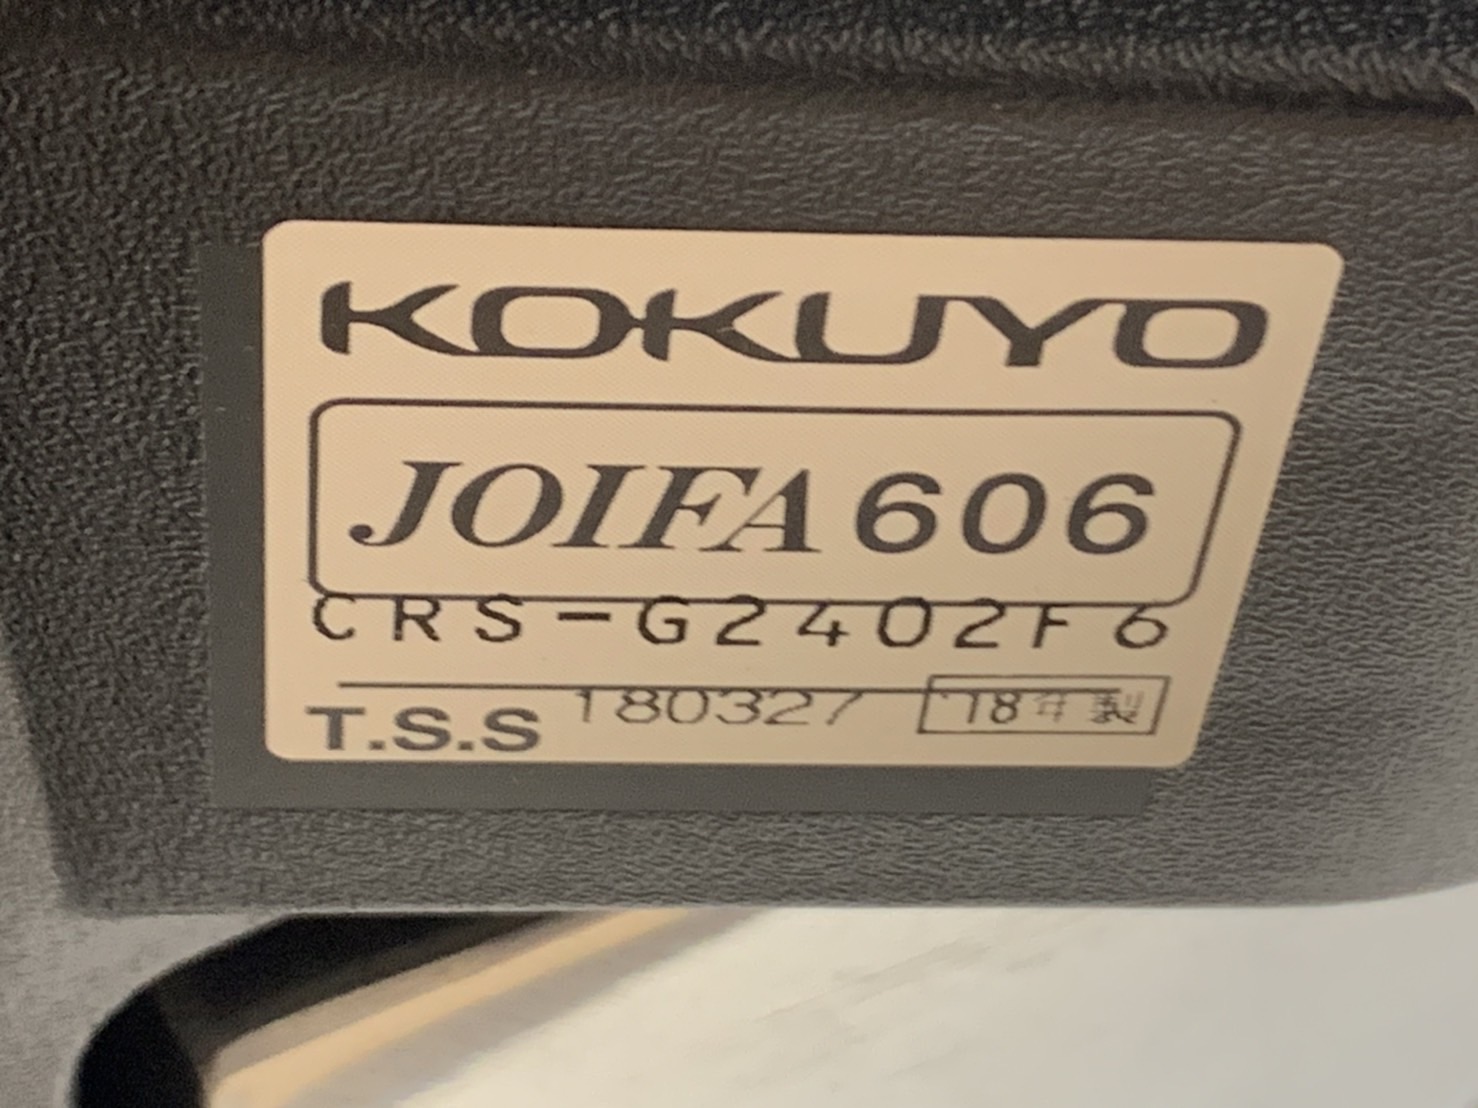 KOKUYO
JOIFA 606
CRS-G2402F6
T.S.S 180327 '18年製